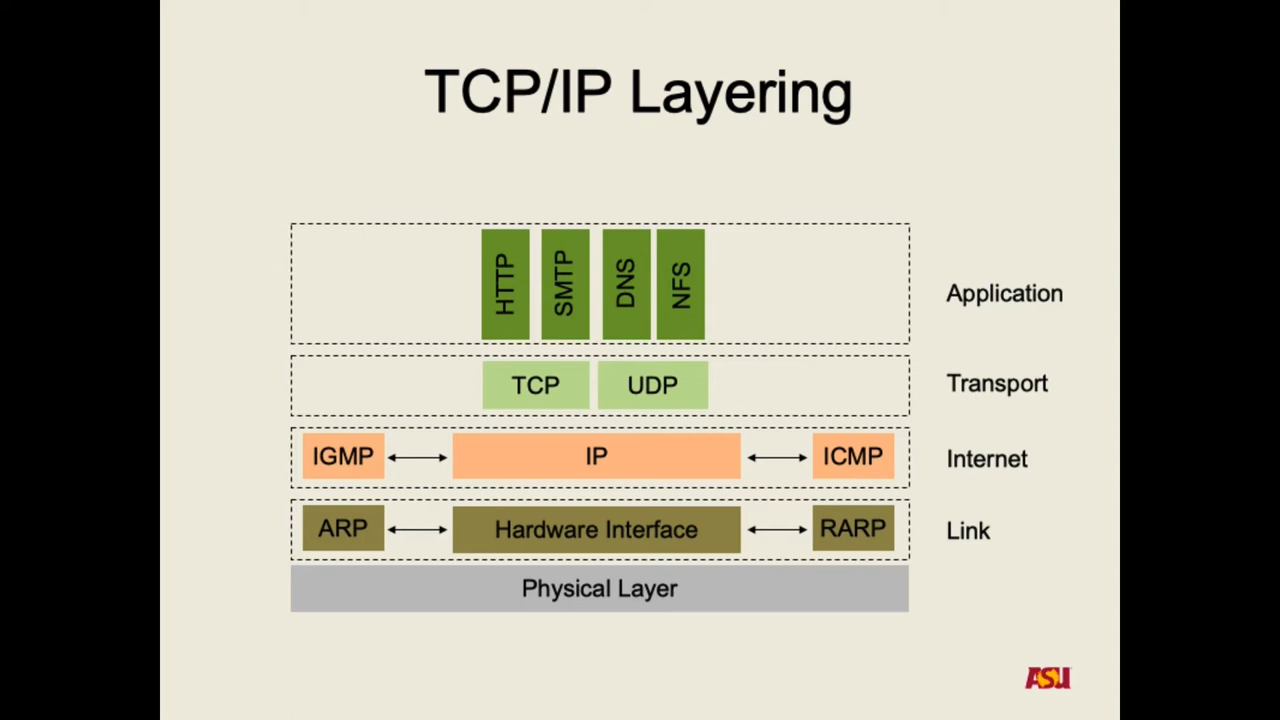 TCP/IP Layering
HTTP
SMTP
DNS
NFS
Application
TCP
UDP
Transport
IGMP
IP
ICMP
Internet
ARP
Hardware Interface
RARP
Link
Physical Layer
ASU